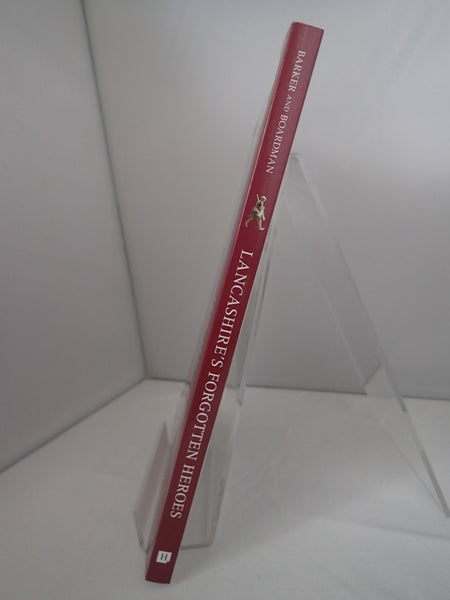 BARKER AND BOARDMAN
LANCASHIRE'S FORGOTTEN HEROES
H